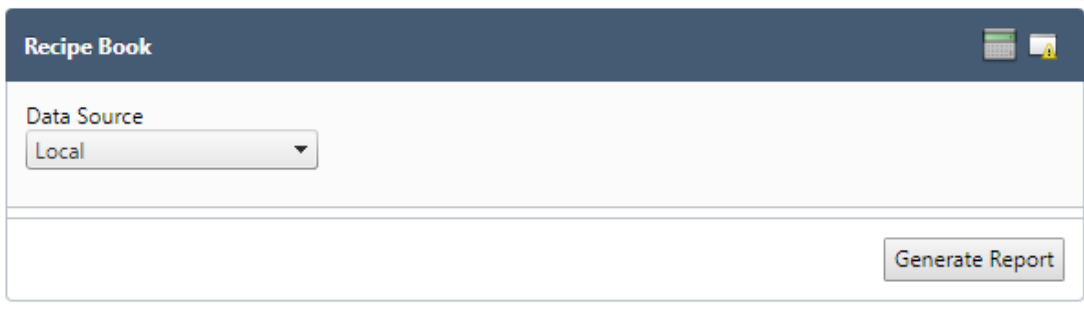 Recipe Book
Data Source
Local
Generate Report